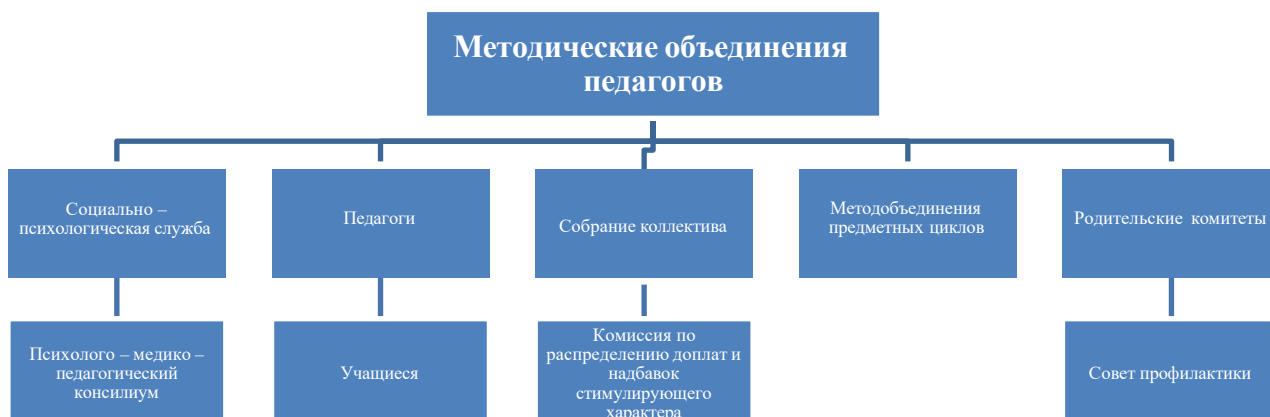 Методические объединения
педагогов
Социально –
психологическая служба
Педагоги
Собрание коллектива
Методобъединения
предметных циклов
Родительские комитеты
Психолого – медико –
педагогический
консилиум
Учащиеся
Комиссия по
распределению доплат и
надбавок
стимулирующего
характера
Совет профилактики